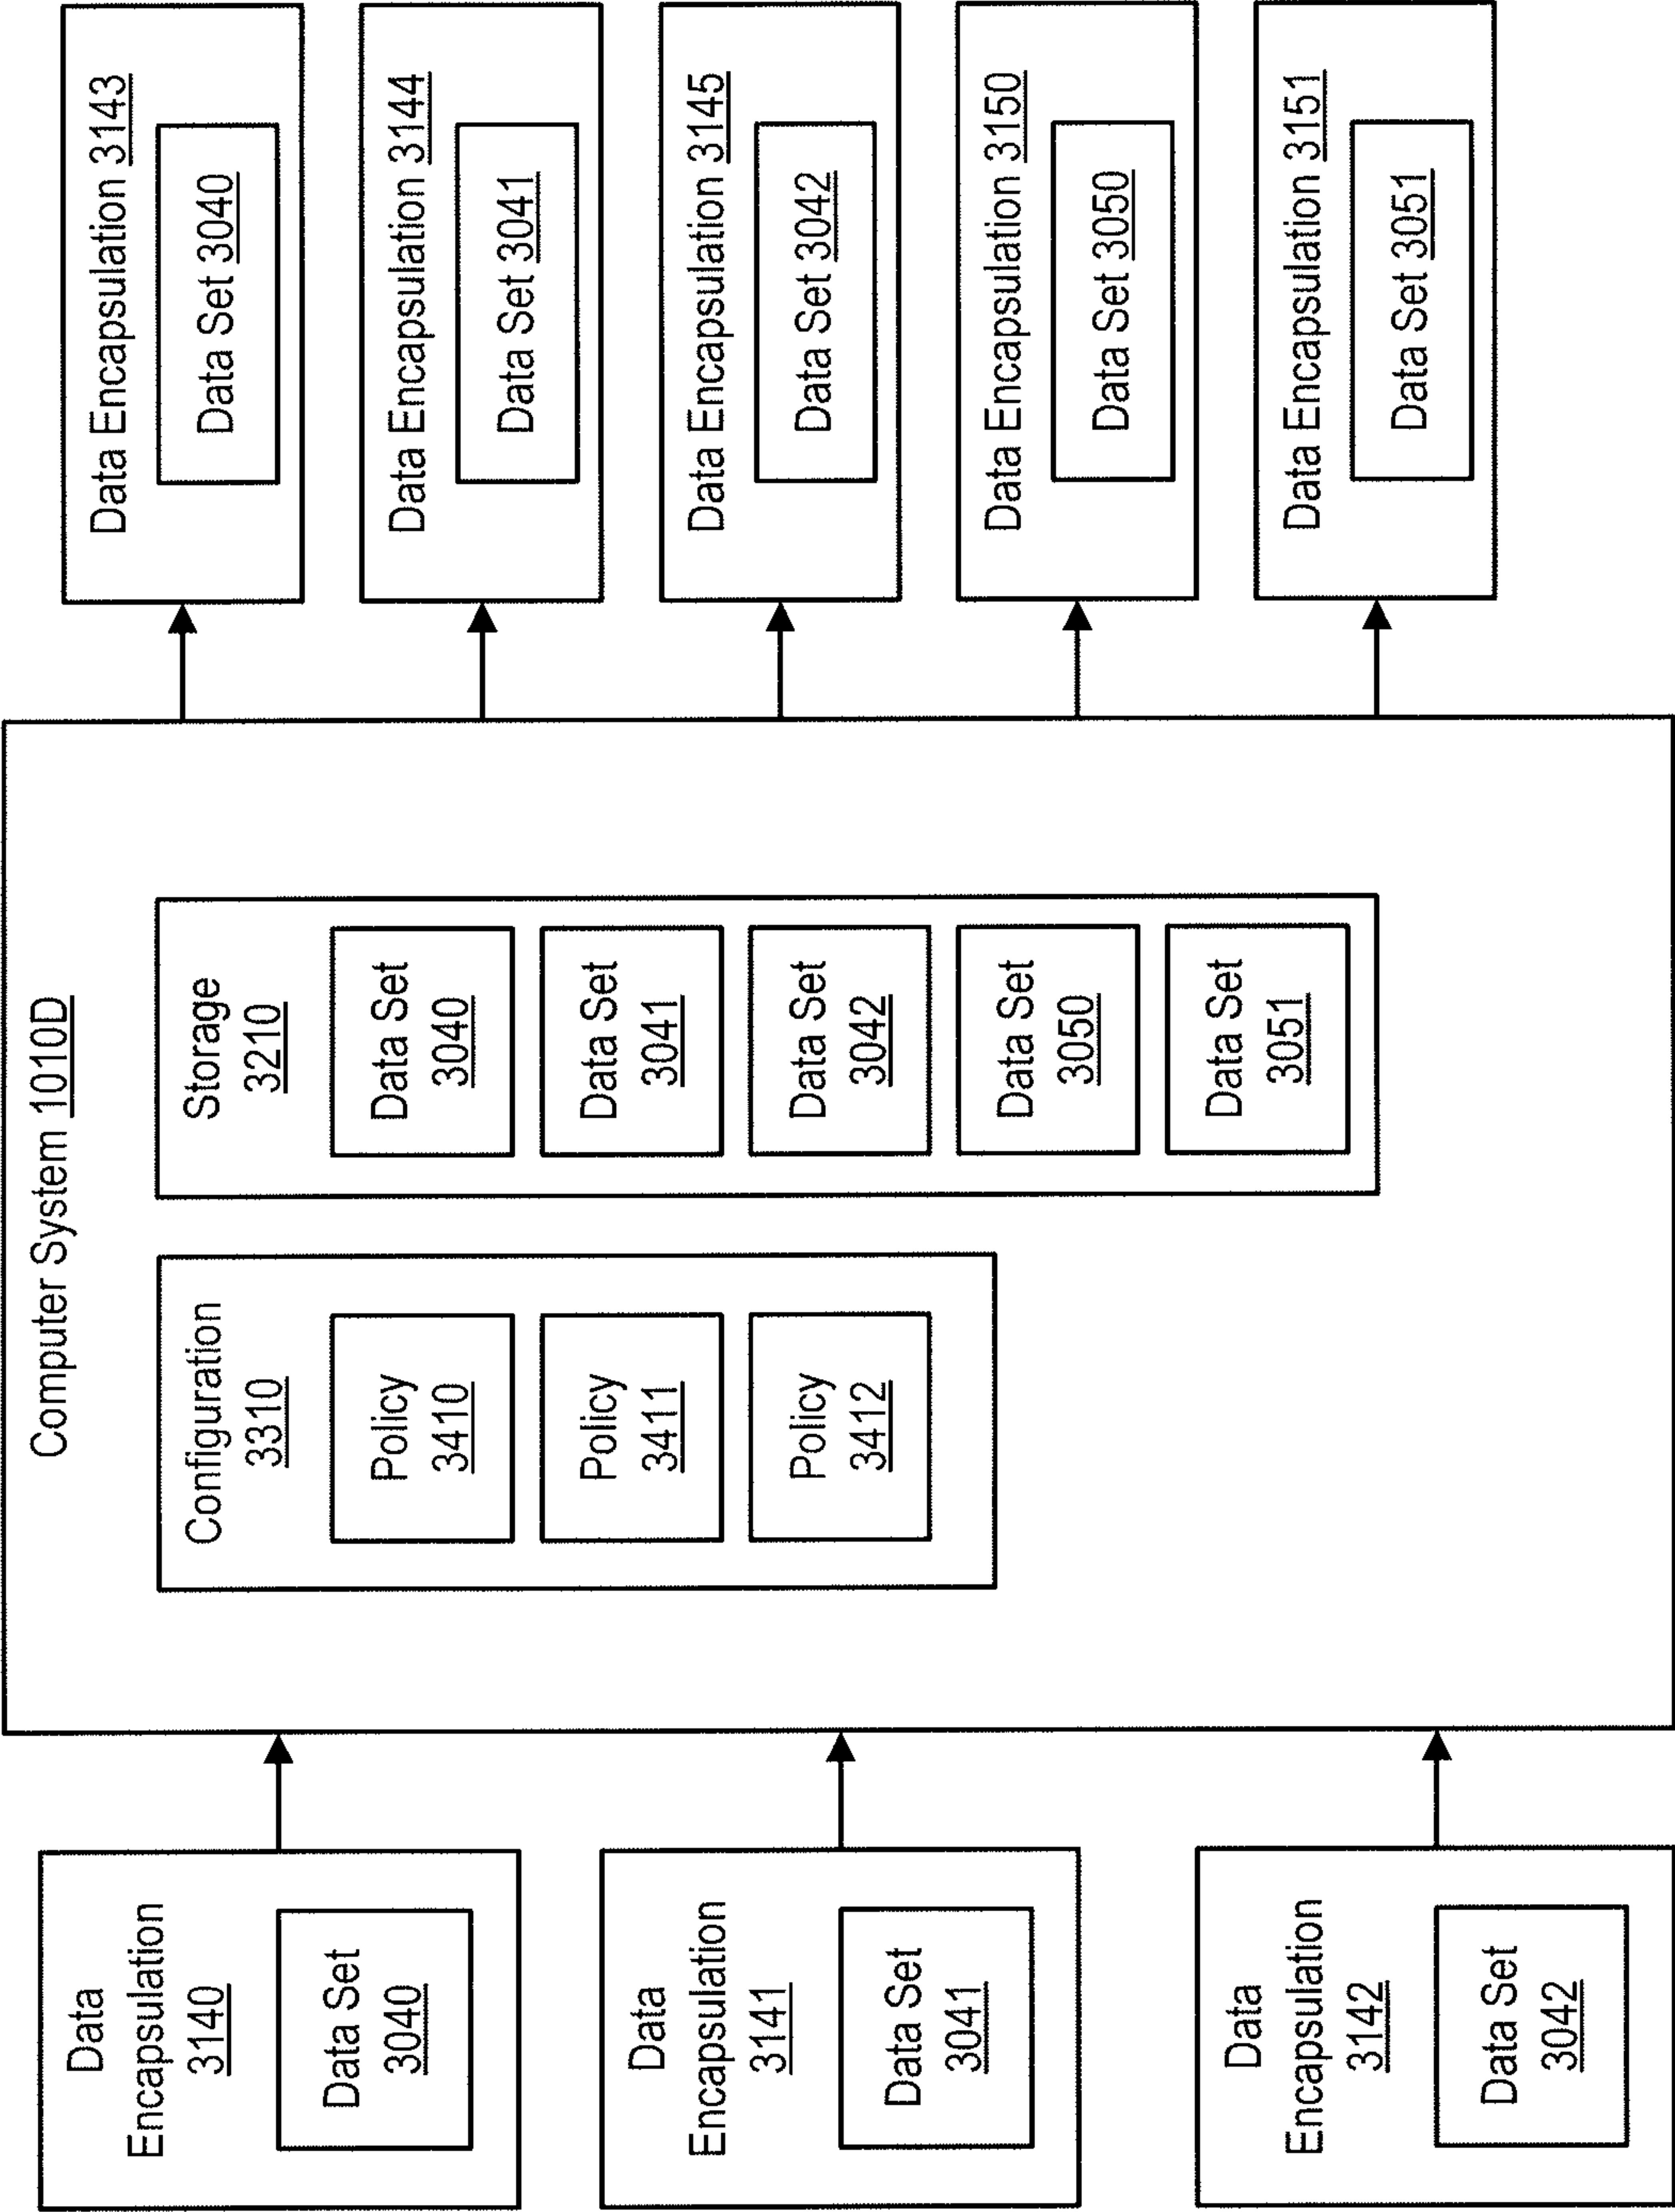 Data
Encapsulation
3140
Data Set
3040
Data
Encapsulation
3141
Data Set
3041
Data
Encapsulation
3142
Data Set
3042
Computer System 1010D
Configuration
3310
Policy
3410
Policy
3411
Policy
3412
Storage
3210
Data Set
3040
Data Set
3041
Data Set
3042
Data Set
3050
Data Set
3051
Data Encapsulation 3143
Data Set 3040
Data Encapsulation 3144
Data Set 3041
Data Encapsulation 3145
Data Set 3042
Data Encapsulation 3150
Data Set 3050
Data Encapsulation 3151
Data Set 3051